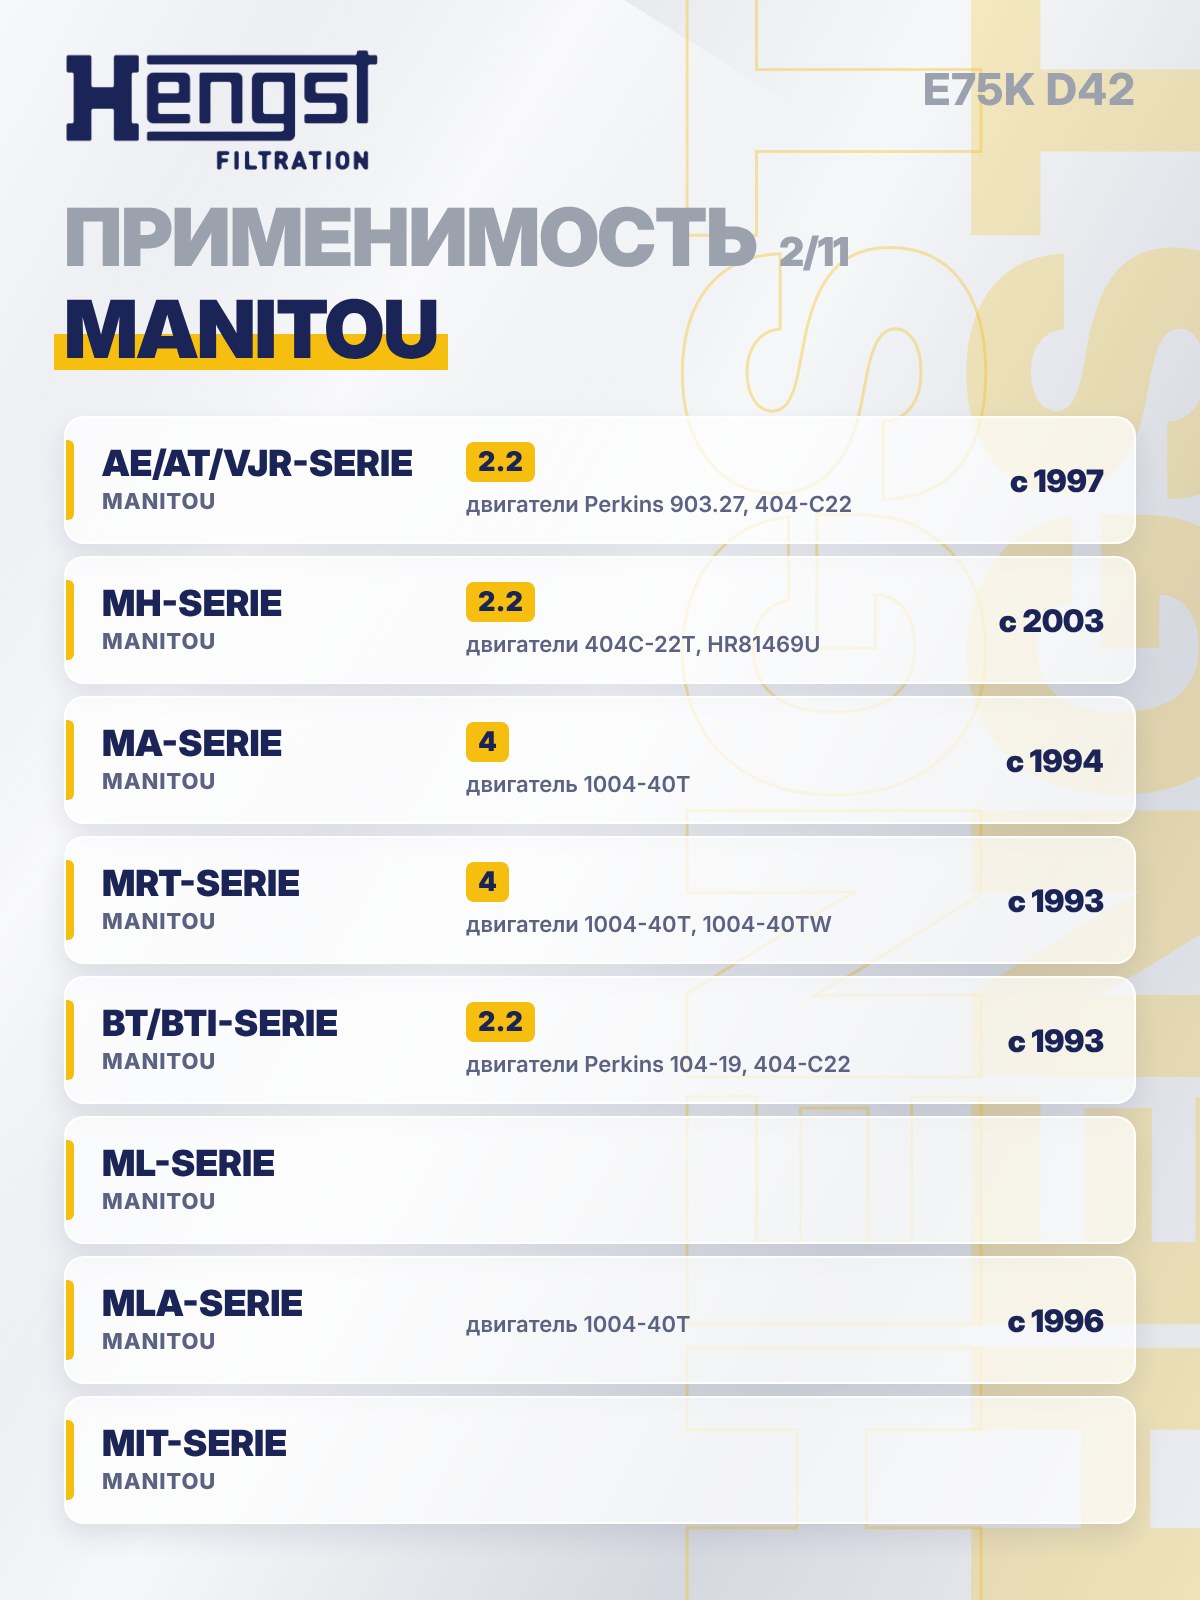 Hengst
FILTRATION
E75K D42
ПРИМЕНИМОСТЬ 2/11
MANITOU
AE/AT/VJR-SERIE
MANITOU
2.2
двигатели Perkins 903.27, 404-C22
с 1997
MH-SERIE
MANITOU
2.2
двигатели 404C-22T, HR81469U
с 2003
MA-SERIE
MANITOU
4
двигатель 1004-40T
с 1994
MRT-SERIE
MANITOU
4
двигатели 1004-40T, 1004-40TW
с 1993
BT/BTI-SERIE
MANITOU
2.2
двигатели Perkins 104-19, 404-C22
с 1993
ML-SERIE
MANITOU
MLA-SERIE
MANITOU
двигатель 1004-40T
с 1996
MIT-SERIE
MANITOU
HENGST
HENGST